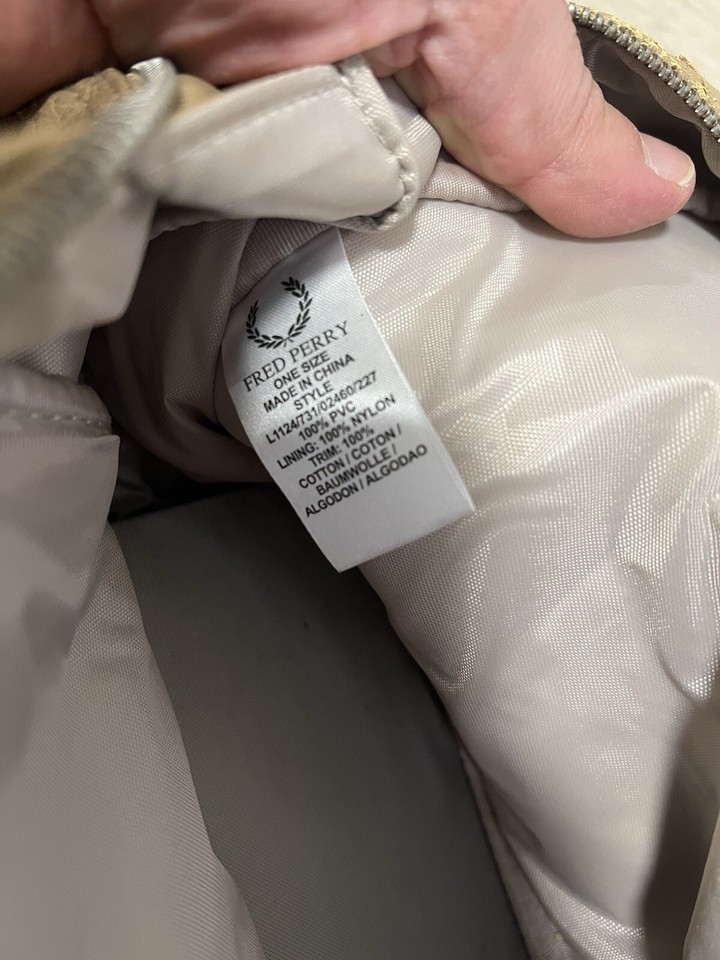 FRED PERRY
ONE SIZE
MADE IN CHINA
STYLE
L1124/731/02460/227
100% PVC
LINING: 100% NYLON
TRIM: 100%
COTTON / COTON /
BAUMWOLLE /
ALGODON / ALGODAO